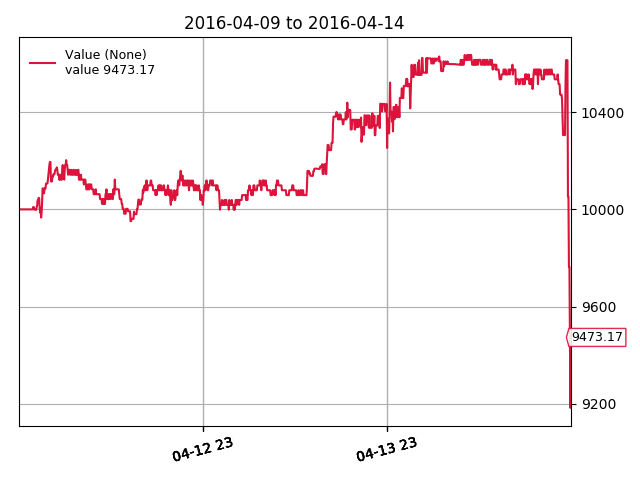 2016-04-09 to 2016-04-14
Value (None)
value 9473.17
10400
10000
9600
9473.17
9200
04-12 23
04-13 23